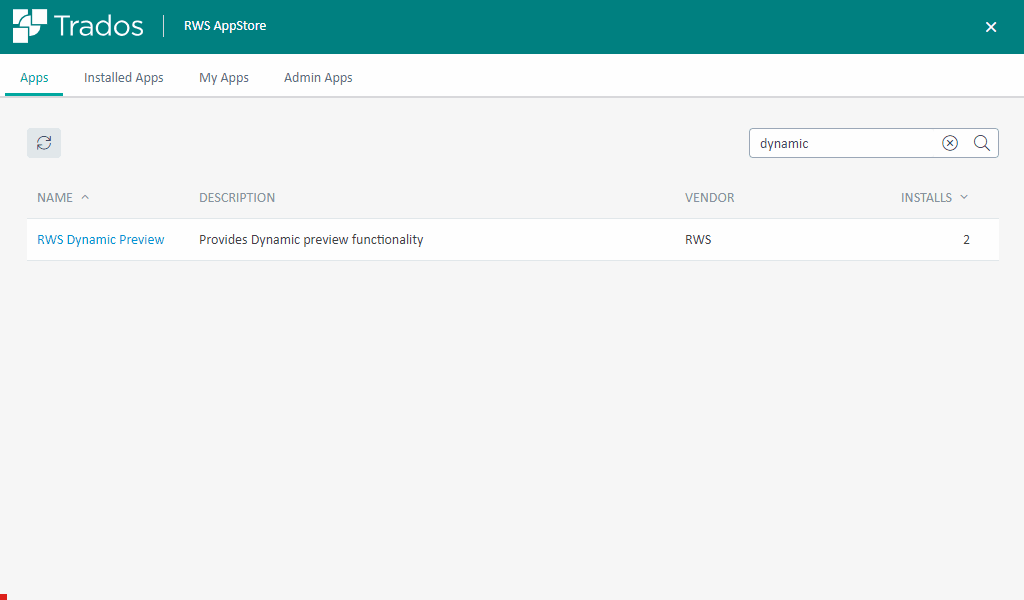 Trados
RWS AppStore
Apps
Installed Apps
My Apps
Admin Apps
dynamic
NAME
DESCRIPTION
VENDOR
INSTALLS
RWS Dynamic Preview
Provides Dynamic preview functionality
RWS
2